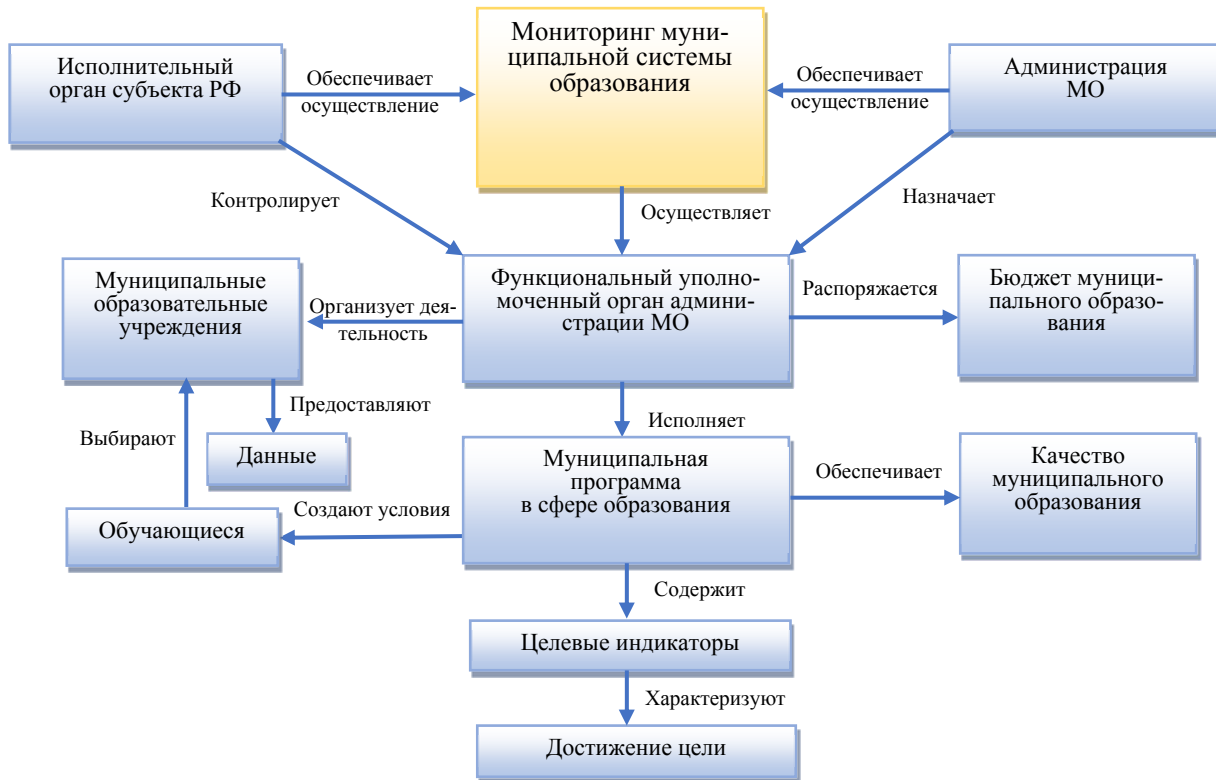 Исполнительный
орган субъекта РФ
Обеспечивает
осуществление
Мониторинг муни-
ципальной системы
образования
Обеспечивает
осуществление
Администрация
МО
Контролирует
Осуществляет
Назначает
Муниципальные
образовательные
учреждения
Организует дея-
тельность
Функциональный уполно-
моченный орган админи-
страции МО
Распоряжается
Бюджет муници-
пального образо-
вания
Выбирают
Предоставляют
Данные
Исполняет
Муниципальная
программа
в сфере образования
Обеспечивает
Качество
муниципального
образования
Обучающиеся
Создают условия
Содержит
Целевые индикаторы
Характеризуют
Достижение цели